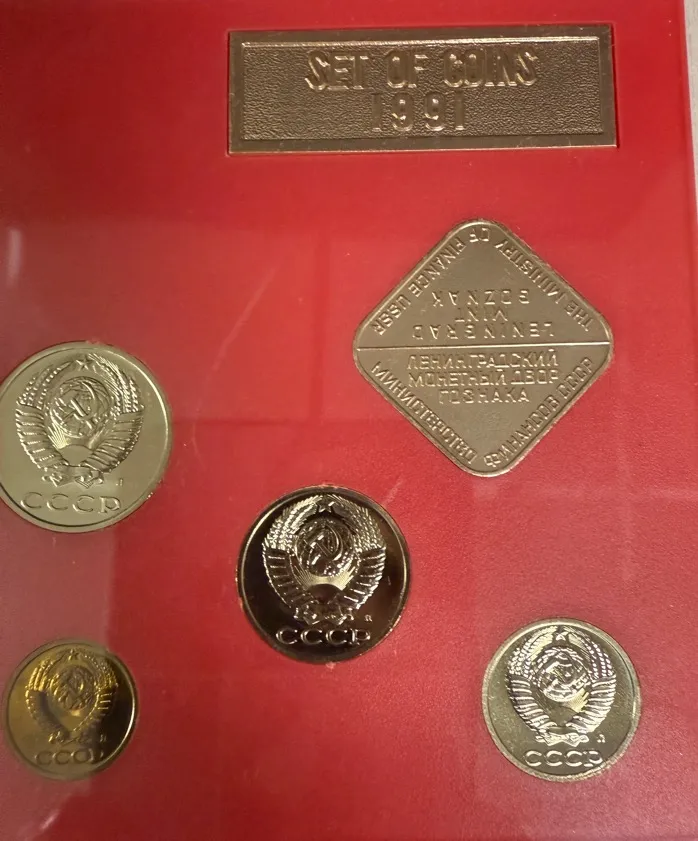 SET OF COINS
1991
THE MINISTRY OF FINANCE USSR
LENINGRAD
MINT
GOZNAK
ЛЕНИНГРАДСКИЙ
МОНЕТНЫЙ ДВОР
ГОЗНАКА
МИНИСТЕРСТВО ФИНАНСОВ СССР
СССР
Л
СССР
Л
СССР
Л
СССР
Л